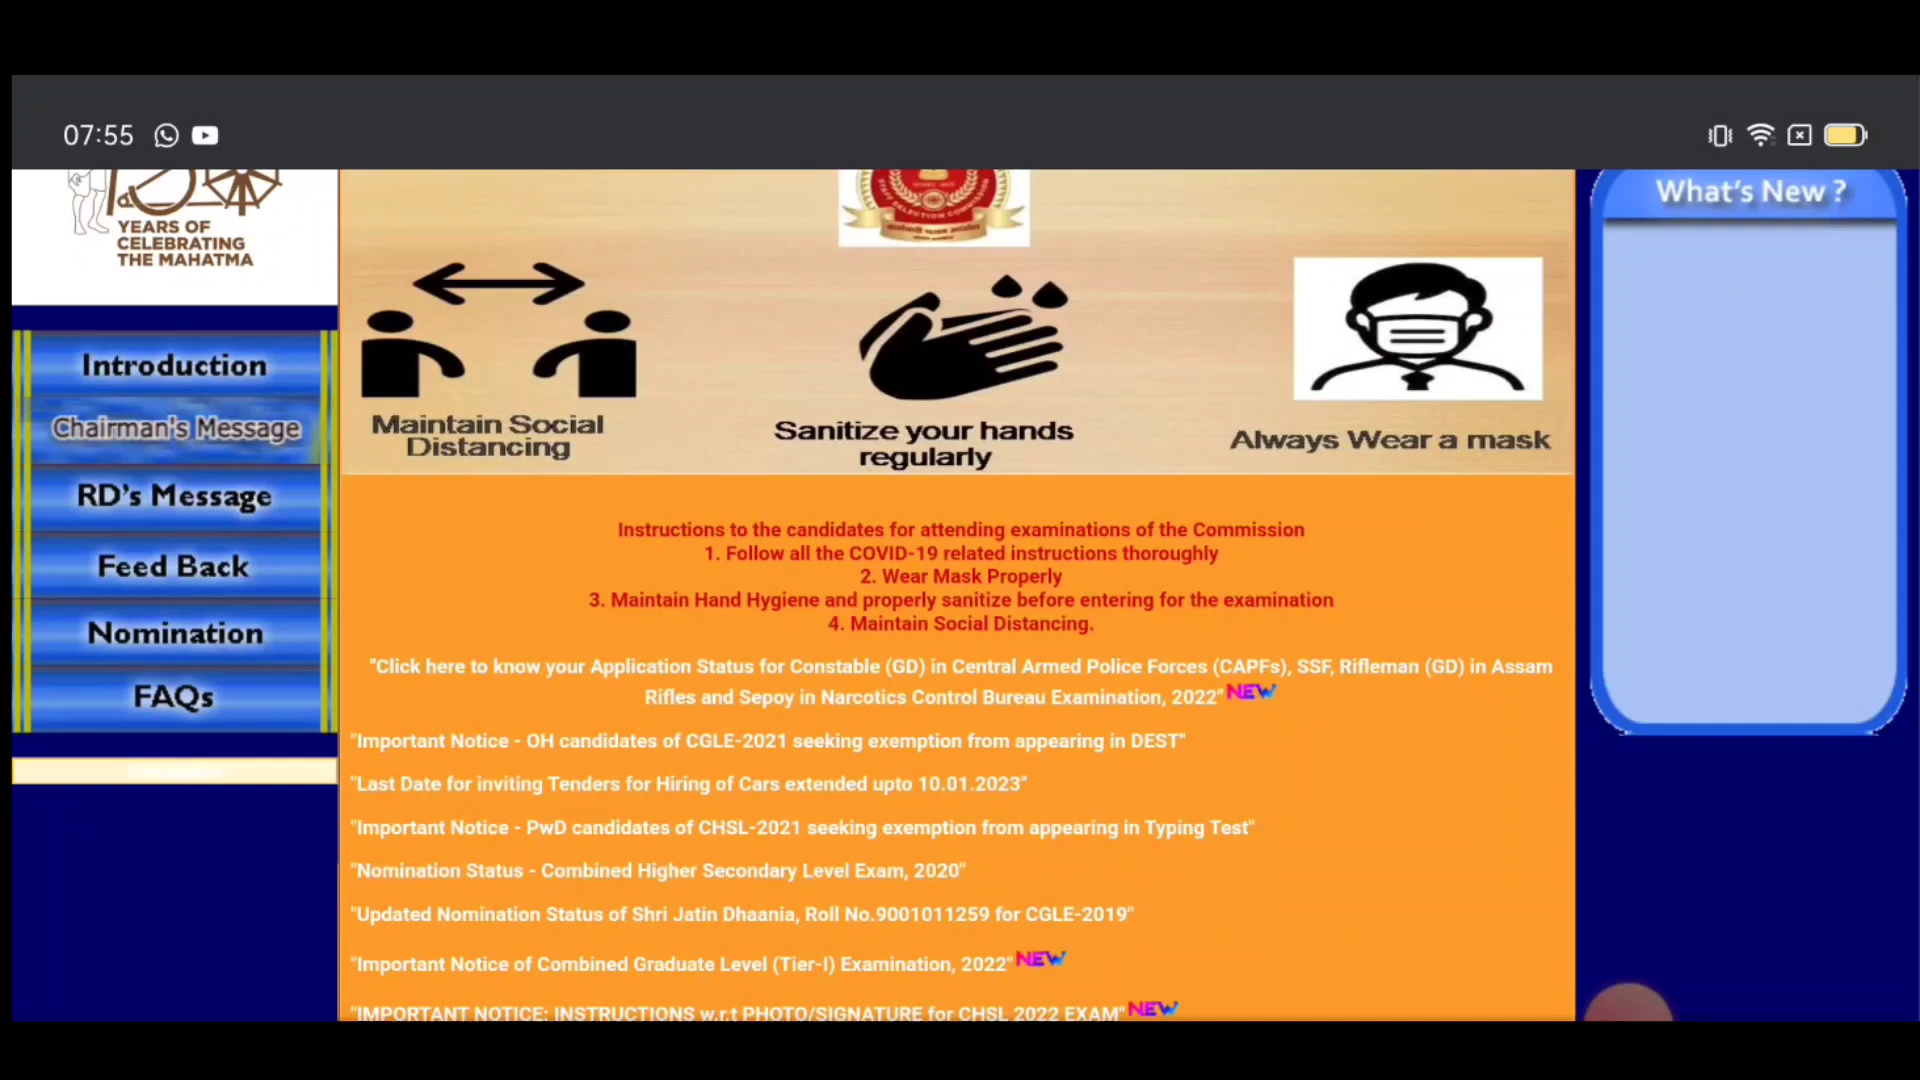 07:55
YEARS OF
CELEBRATING
THE MAHATMA
Introduction
Chairman's Message
RD's Message
Feed Back
Nomination
FAQs
STAFF SELECTION COMMISSION
Maintain Social
Distancing
Sanitize your hands
regularly
Always Wear a mask
Instructions to the candidates for attending examinations of the Commission
1. Follow all the COVID-19 related instructions thoroughly
2. Wear Mask Properly
3. Maintain Hand Hygiene and properly sanitize before entering for the examination
4. Maintain Social Distancing.
"Click here to know your Application Status for Constable (GD) in Central Armed Police Forces (CAPFs), SSF, Rifleman (GD) in Assam
Rifles and Sepoy in Narcotics Control Bureau Examination, 2022" NEW
"Important Notice - OH candidates of CGLE-2021 seeking exemption from appearing in DEST"
"Last Date for inviting Tenders for Hiring of Cars extended upto 10.01.2023"
"Important Notice - PwD candidates of CHSL-2021 seeking exemption from appearing in Typing Test"
"Nomination Status - Combined Higher Secondary Level Exam, 2020"
"Updated Nomination Status of Shri Jatin Dhaania, Roll No.9001011259 for CGLE-2019"
"Important Notice of Combined Graduate Level (Tier-I) Examination, 2022" NEW
"IMPORTANT NOTICE: INSTRUCTIONS w.r.t PHOTO/SIGNATURE for CHSL 2022 EXAM" NEW
What's New ?